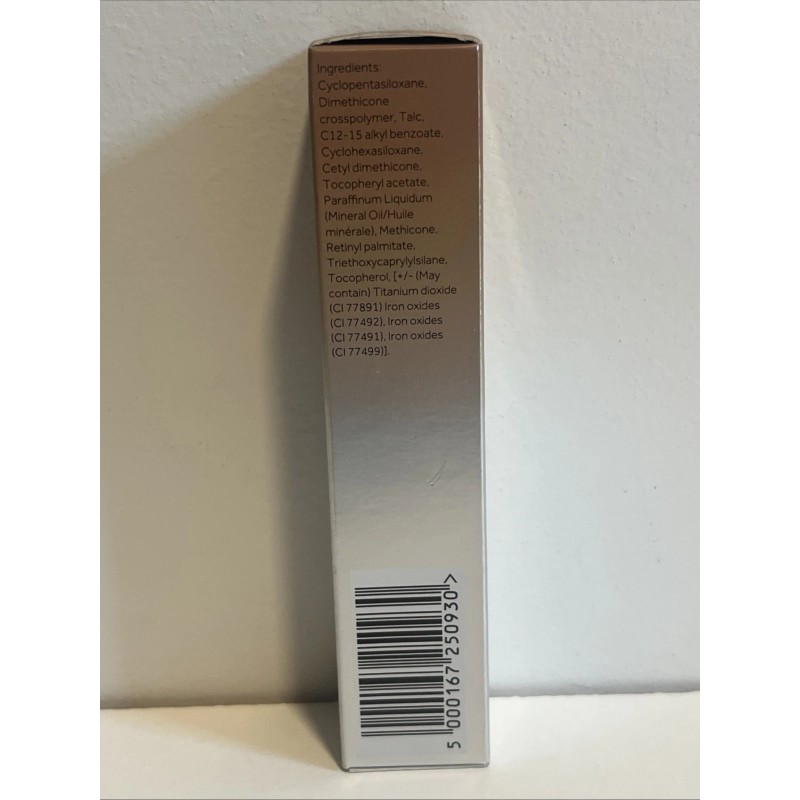 Ingredients:
Cyclopentasiloxane,
Dimethicone
crosspolymer, Talc,
C12-15 alkyl benzoate,
Cyclohexasiloxane,
Cetyl dimethicone,
Tocopheryl acetate,
Paraffinum Liquidum
(Mineral Oil/Huile
minérale), Methicone,
Retinyl palmitate,
Triethoxycaprylylsilane,
Tocopherol, [+/- (May
contain) Titanium dioxide
(CI 77891) Iron oxides
(CI 77492), Iron oxides
(CI 77491), Iron oxides
(CI 77499)].
5 000167 250930 >